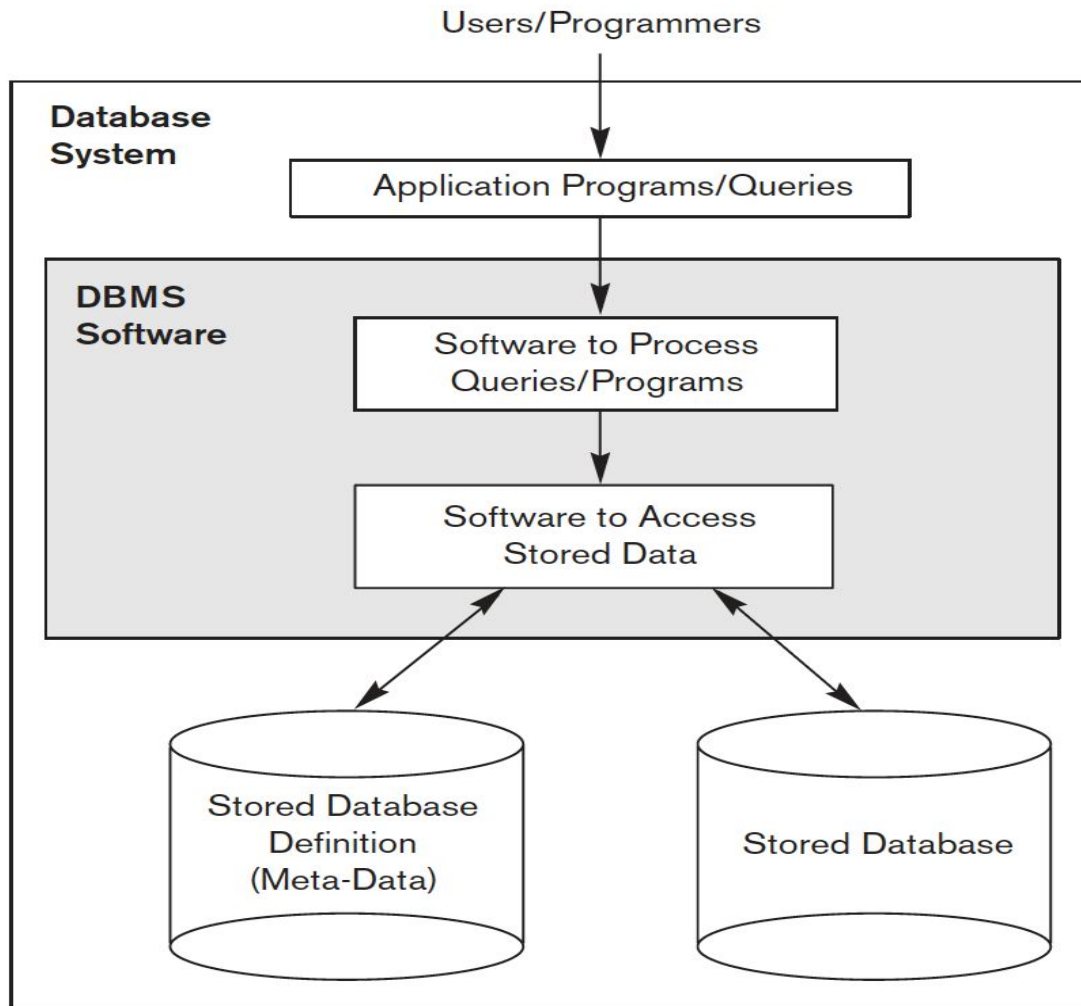 Users/Programmers
Database
System
Application Programs/Queries
DBMS
Software
Software to Process
Queries/Programs
Software to Access
Stored Data
Stored Database
Definition
(Meta-Data)
Stored Database